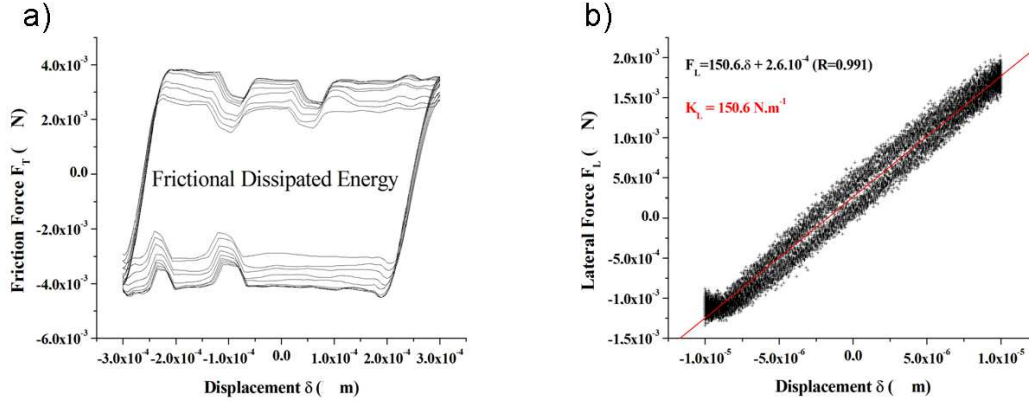 a)
b)
Friction Force F_T ( N)
6.0x10⁻³
4.0x10⁻³
2.0x10⁻³
0.0
-2.0x10⁻³
-4.0x10⁻³
-6.0x10⁻³
Frictional Dissipated Energy
-3.0x10⁻⁴ -2.0x10⁻⁴ -1.0x10⁻⁴ 0.0 1.0x10⁻⁴ 2.0x10⁻⁴ 3.0x10⁻⁴
Displacement δ ( m)
Lateral Force F_L ( N)
2.0x10⁻³
1.5x10⁻³
1.0x10⁻³
5.0x10⁻⁴
0.0
-5.0x10⁻⁴
-1.0x10⁻³
-1.5x10⁻³
F_L=150.6.δ + 2.6.10⁻⁴ (R=0.991)
K_L = 150.6 N.m⁻¹
-1.0x10⁻⁵ -5.0x10⁻⁶ 0.0 5.0x10⁻⁶ 1.0x10⁻⁵
Displacement δ ( m)